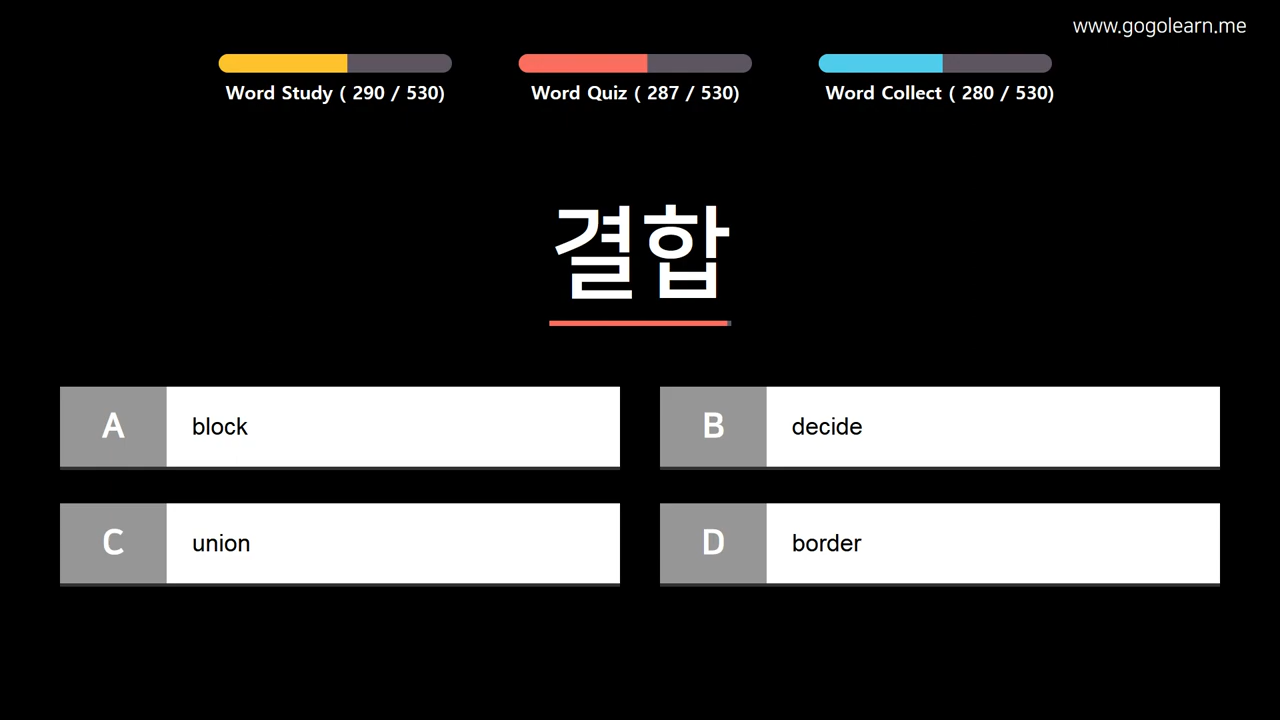 www.gogolearn.me
Word Study ( 290 / 530)
Word Quiz ( 287 / 530)
Word Collect ( 280 / 530)
결합
A block
B decide
C union
D border